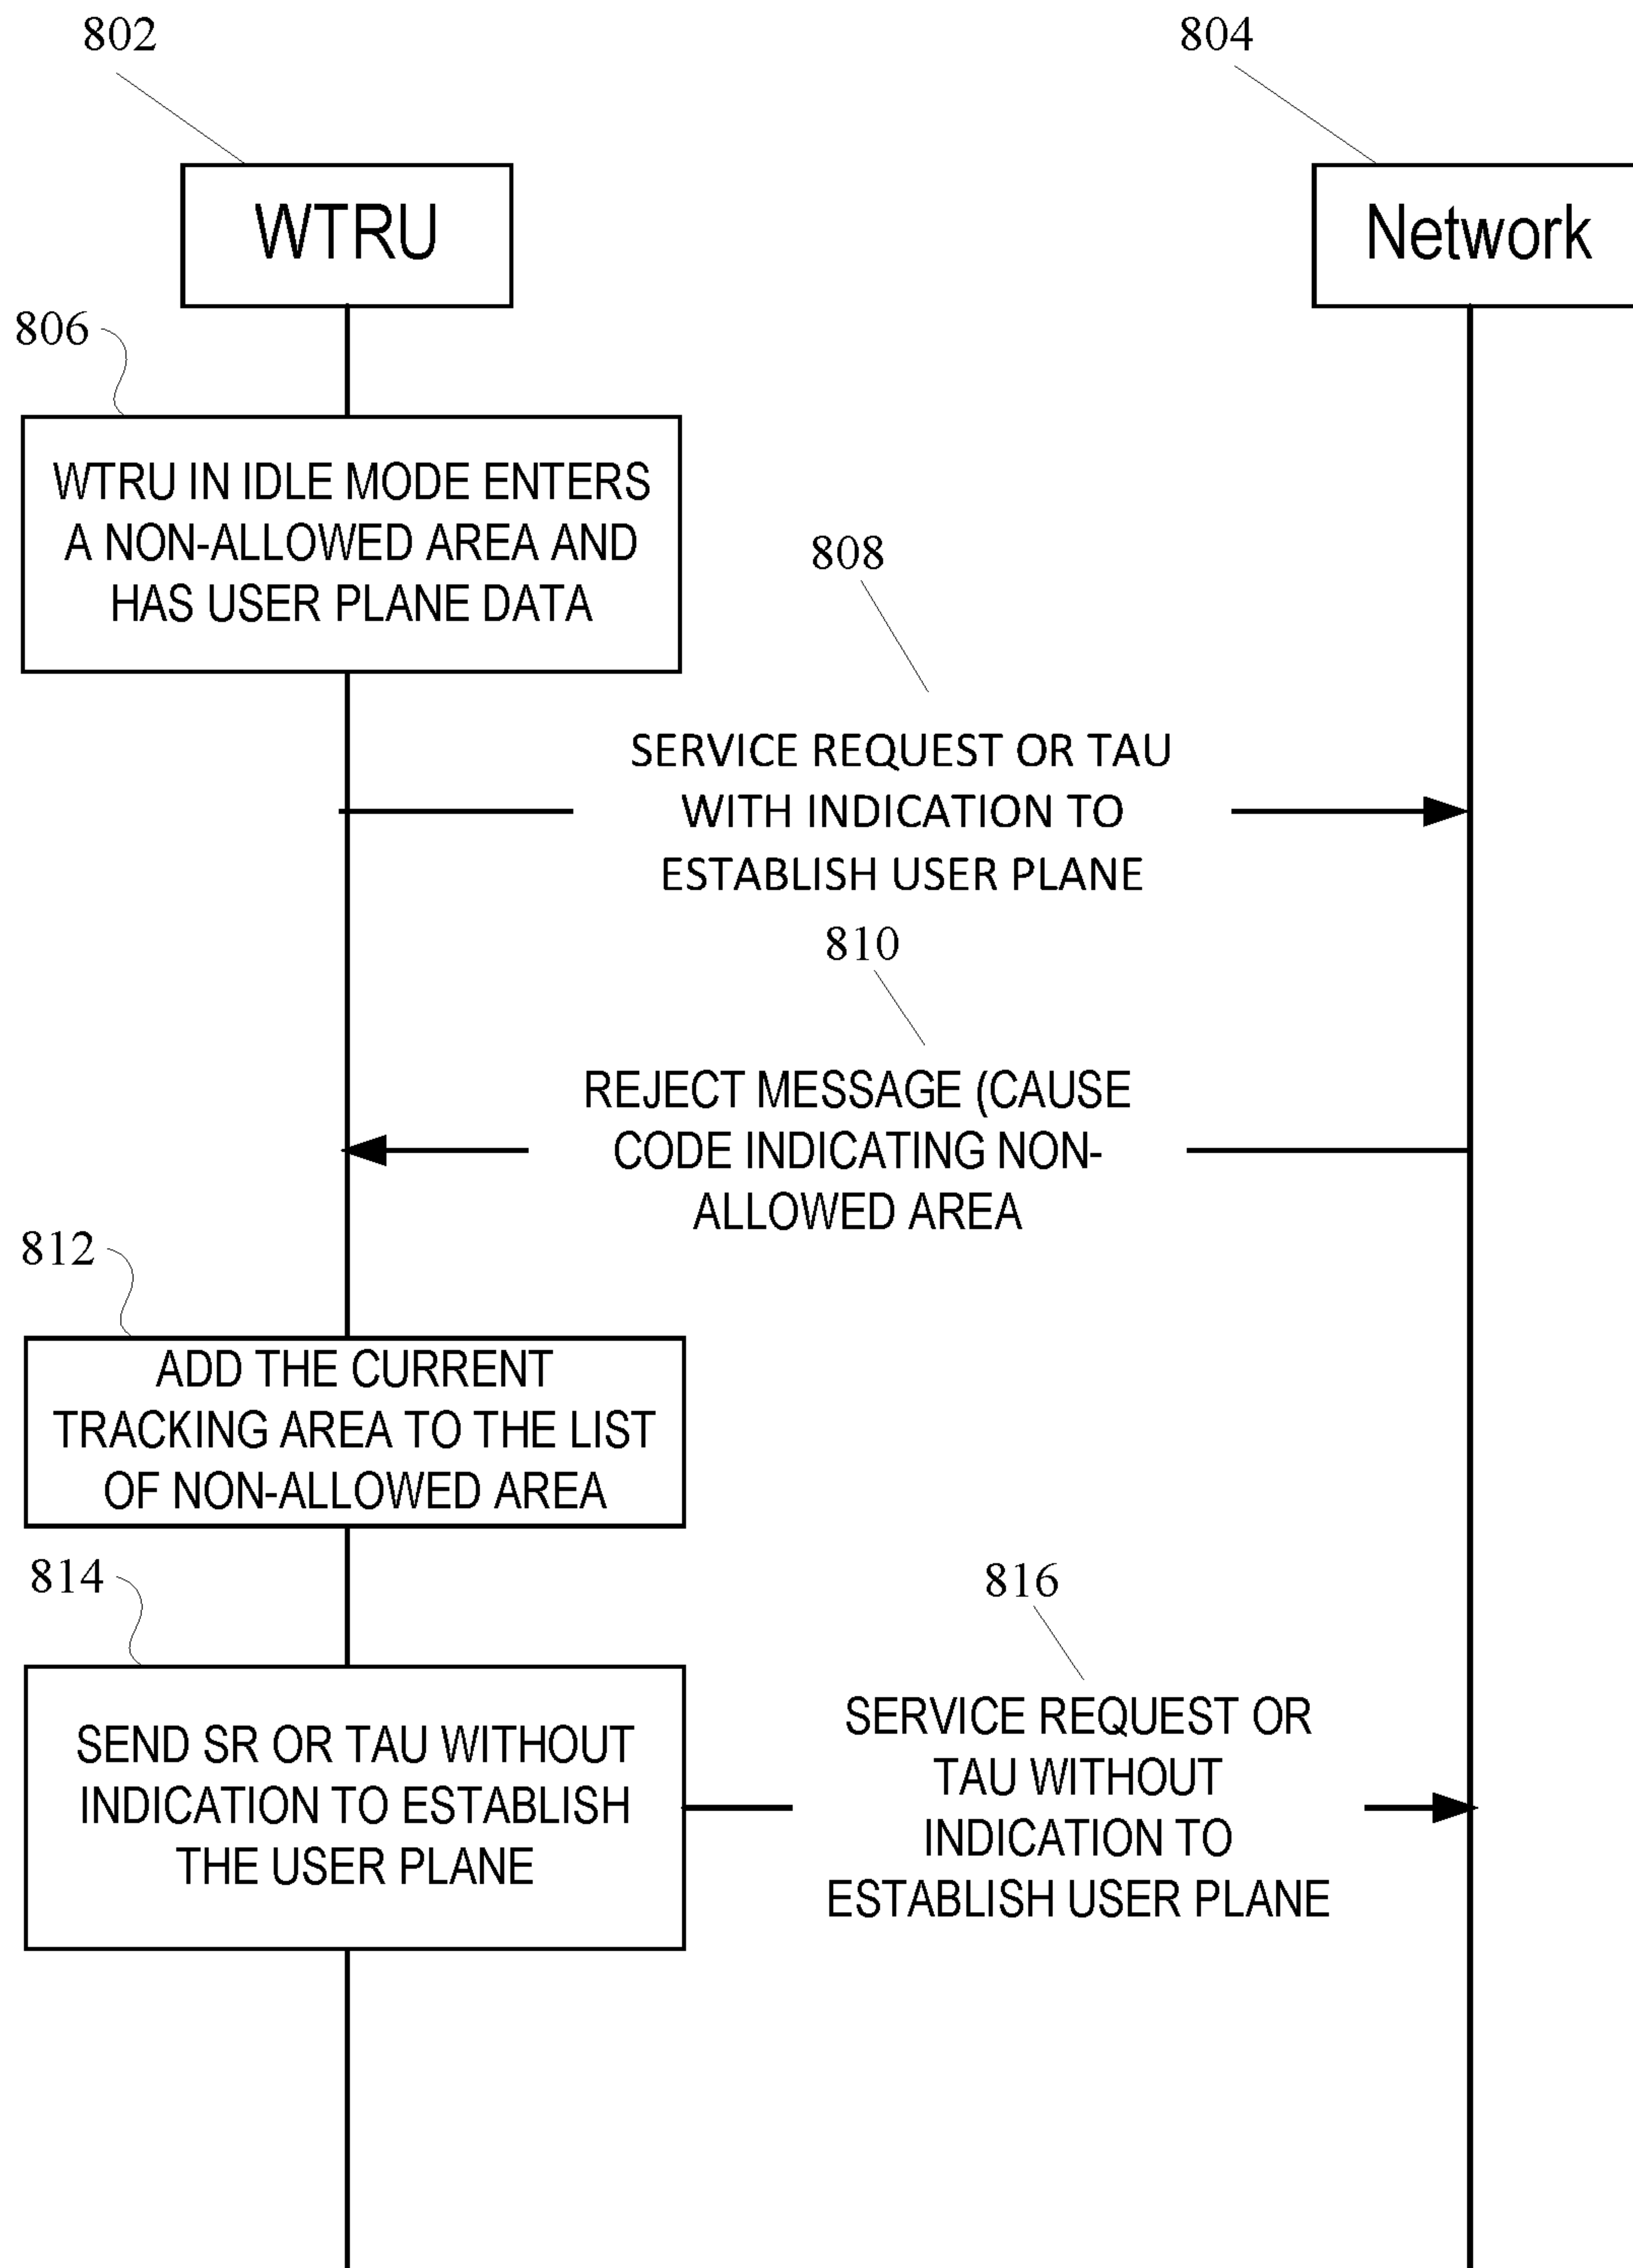 802
804
WTRU
Network
806
WTRU IN IDLE MODE ENTERS
A NON-ALLOWED AREA AND
HAS USER PLANE DATA
808
SERVICE REQUEST OR TAU
WITH INDICATION TO
ESTABLISH USER PLANE
810
REJECT MESSAGE (CAUSE
CODE INDICATING NON-
ALLOWED AREA
812
ADD THE CURRENT
TRACKING AREA TO THE LIST
OF NON-ALLOWED AREA
814
SEND SR OR TAU WITHOUT
INDICATION TO ESTABLISH
THE USER PLANE
816
SERVICE REQUEST OR
TAU WITHOUT
INDICATION TO
ESTABLISH USER PLANE